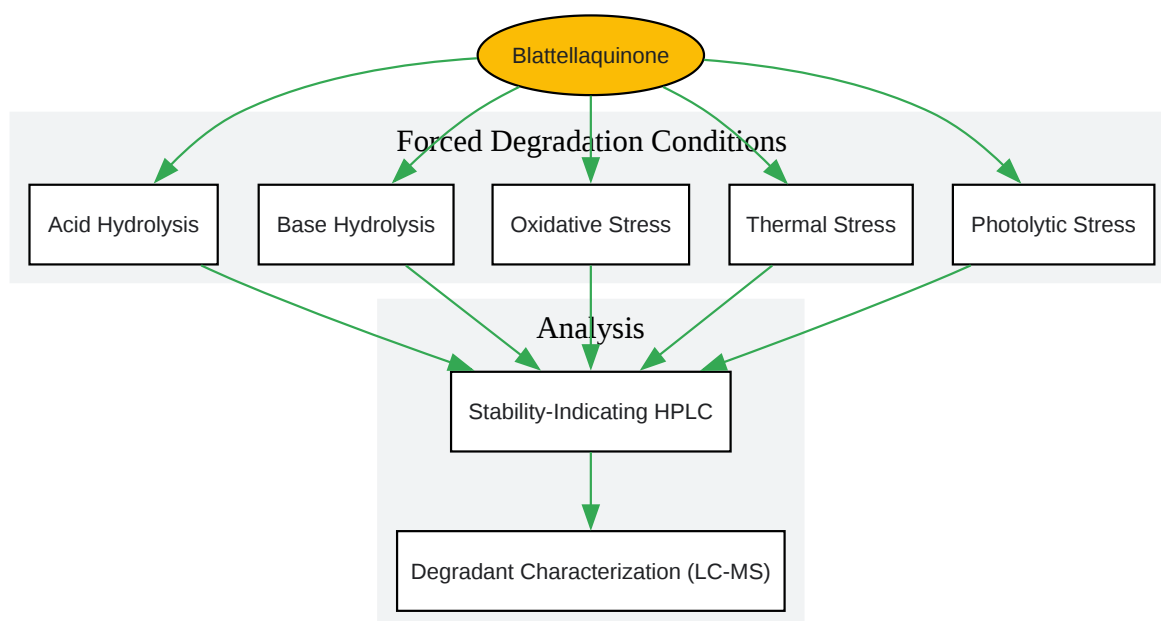 Blattellaquinone
Forced Degradation Conditions
Acid Hydrolysis
Base Hydrolysis
Oxidative Stress
Thermal Stress
Photolytic Stress
Analysis
Stability-Indicating HPLC
Degradant Characterization (LC-MS)